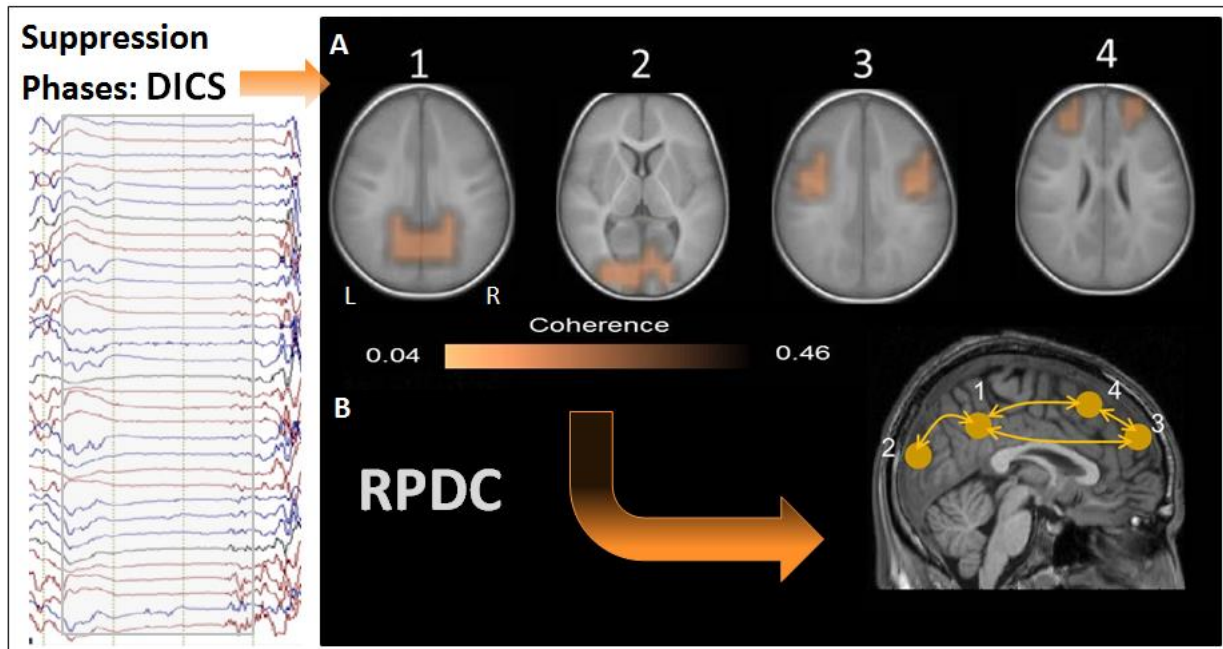 Suppression
Phases: DICS
A
1
2
3
4
L
R
Coherence
0.04
0.46
B
RPDC
1
2
3
4